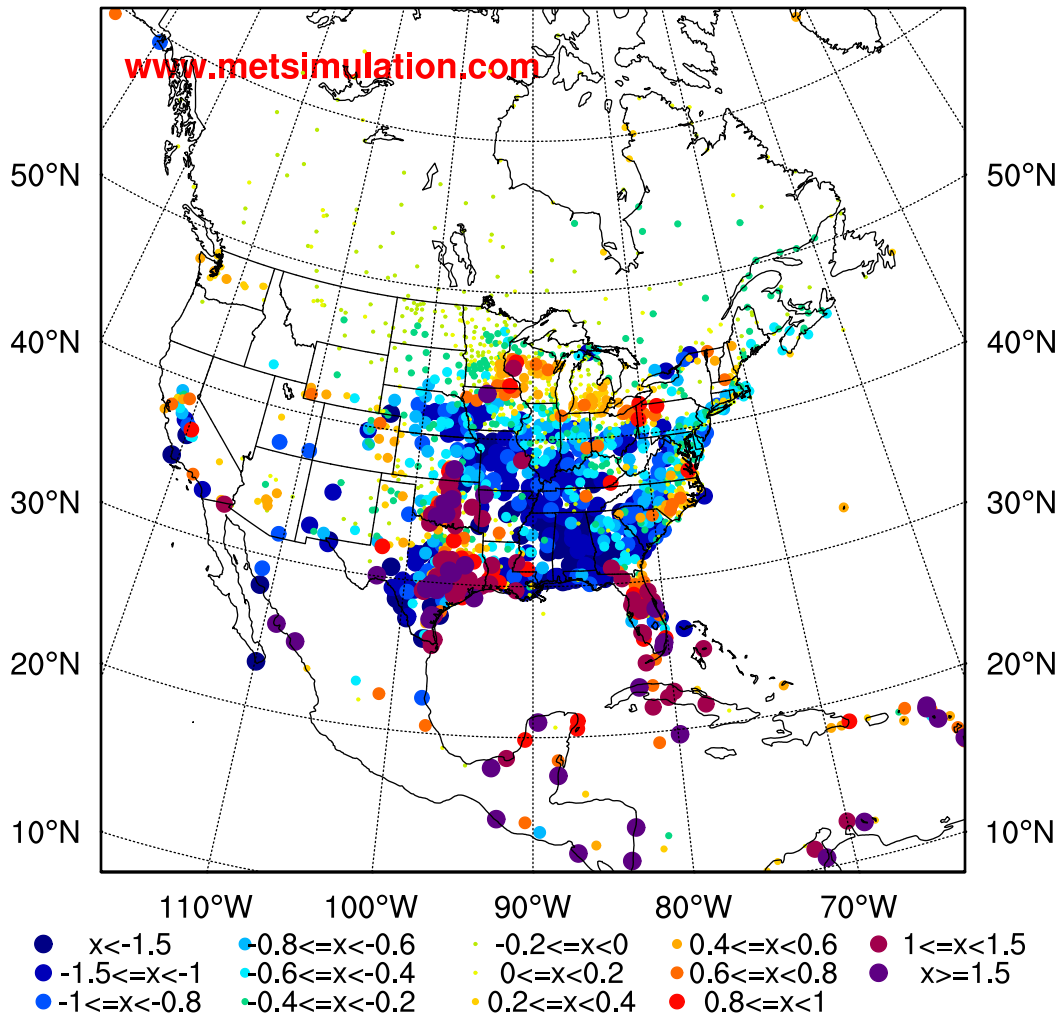 www.metsimulation.com
50°N 50°N
40°N 40°N
30°N 30°N
20°N 20°N
10°N 10°N
110°W 100°W 90°W 80°W 70°W
x<-1.5 -0.8<=x<-0.6 -0.2<=x<0 0.4<=x<0.6 1<=x<1.5
-1.5<=x<-1 -0.6<=x<-0.4 0<=x<0.2 0.6<=x<0.8 x>=1.5
-1<=x<-0.8 -0.4<=x<-0.2 0.2<=x<0.4 0.8<=x<1